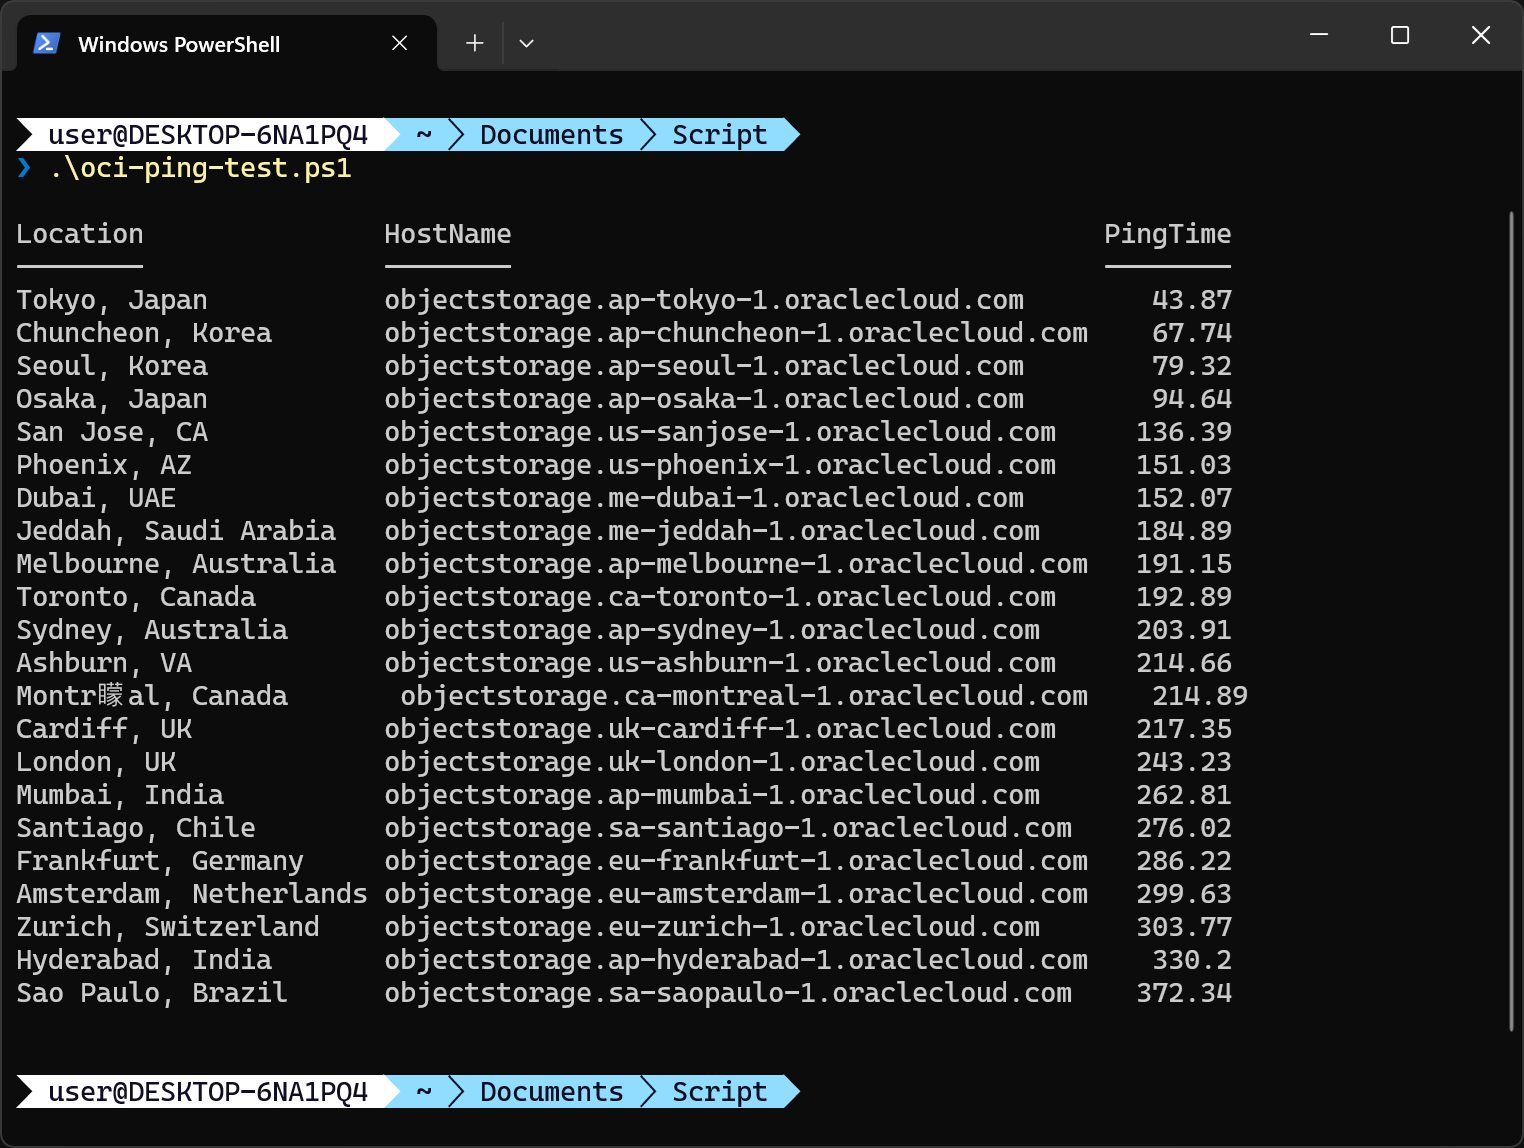 Windows PowerShell
user@DESKTOP-6NA1PQ4 ~ Documents Script
❯ .\oci-ping-test.ps1
Location HostName PingTime
Tokyo, Japan objectstorage.ap-tokyo-1.oraclecloud.com 43.87
Chuncheon, Korea objectstorage.ap-chuncheon-1.oraclecloud.com 67.74
Seoul, Korea objectstorage.ap-seoul-1.oraclecloud.com 79.32
Osaka, Japan objectstorage.ap-osaka-1.oraclecloud.com 94.64
San Jose, CA objectstorage.us-sanjose-1.oraclecloud.com 136.39
Phoenix, AZ objectstorage.us-phoenix-1.oraclecloud.com 151.03
Dubai, UAE objectstorage.me-dubai-1.oraclecloud.com 152.07
Jeddah, Saudi Arabia objectstorage.me-jeddah-1.oraclecloud.com 184.89
Melbourne, Australia objectstorage.ap-melbourne-1.oraclecloud.com 191.15
Toronto, Canada objectstorage.ca-toronto-1.oraclecloud.com 192.89
Sydney, Australia objectstorage.ap-sydney-1.oraclecloud.com 203.91
Ashburn, VA objectstorage.us-ashburn-1.oraclecloud.com 214.66
Montr矇al, Canada objectstorage.ca-montreal-1.oraclecloud.com 214.89
Cardiff, UK objectstorage.uk-cardiff-1.oraclecloud.com 217.35
London, UK objectstorage.uk-london-1.oraclecloud.com 243.23
Mumbai, India objectstorage.ap-mumbai-1.oraclecloud.com 262.81
Santiago, Chile objectstorage.sa-santiago-1.oraclecloud.com 276.02
Frankfurt, Germany objectstorage.eu-frankfurt-1.oraclecloud.com 286.22
Amsterdam, Netherlands objectstorage.eu-amsterdam-1.oraclecloud.com 299.63
Zurich, Switzerland objectstorage.eu-zurich-1.oraclecloud.com 303.77
Hyderabad, India objectstorage.ap-hyderabad-1.oraclecloud.com 330.2
Sao Paulo, Brazil objectstorage.sa-saopaulo-1.oraclecloud.com 372.34
user@DESKTOP-6NA1PQ4 ~ Documents Script